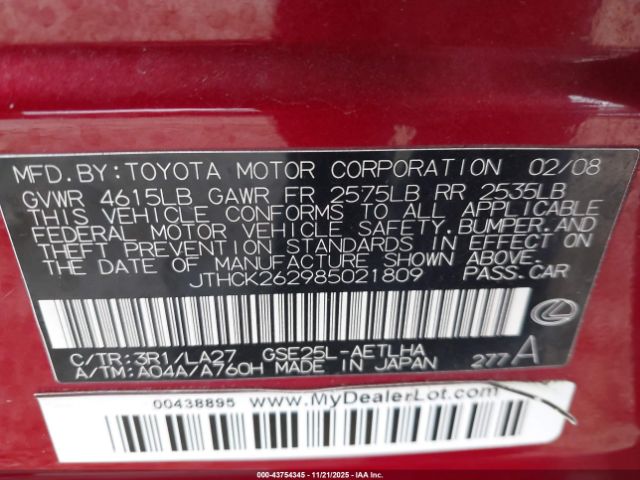 MFD.BY:TOYOTA MOTOR CORPORATION 02/08
GVWR 4615LB GAWR FR 2575LB RR 2535LB
THIS VEHICLE CONFORMS TO ALL APPLICABLE
FEDERAL MOTOR VEHICLE SAFETY,BUMPER,AND
THEFT PREVENTION STANDARDS IN EFFECT ON
THE DATE OF MANUFACTURE SHOWN ABOVE.
JTHCK262985021809 PASS.CAR
C/TR:3R1/LA27 GSE25L-AETLHA
A/TM:A04A/A760H MADE IN JAPAN 277A
00438895 www.MyDealerLot.com
000-43754345 - 11/21/2025 - IAA Inc.